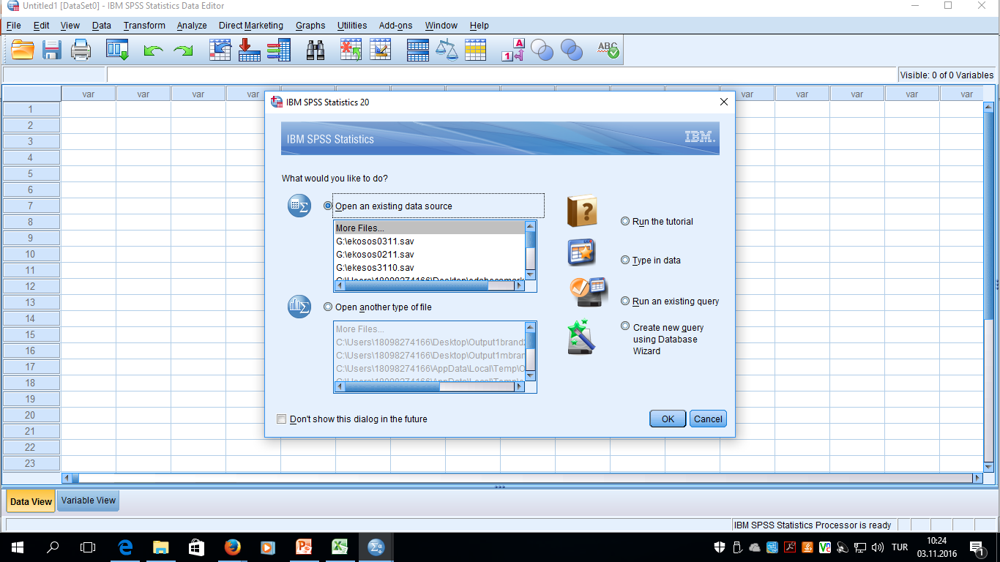 Untitled1 [DataSet0] - IBM SPSS Statistics Data Editor
File Edit View Data Transform Analyze Direct Marketing Graphs Utilities Add-ons Window Help
A
1
ABC
Visible: 0 of 0 Variables
var var var var var var var var var
1
2
3
4
5
6
7
8
9
10
11
12
13
14
15
16
17
18
19
20
21
22
23
IBM SPSS Statistics 20
IBM SPSS Statistics
IBM.
What would you like to do?
Open an existing data source
More Files...
G:\ekosos0311.sav
G:\ekosos0211.sav
G:\ekesos3110.sav
Open another type of file
More Files...
C:\Users\18098274166\Desktop\Output1brand
C:\Users\18098274166\Desktop\Output1mbrar
C:\Users\18098274166\AppData\Local\Temp\O
Run the tutorial
Type in data
Run an existing query
Create new query
using Database
Wizard
Don't show this dialog in the future
OK Cancel
Data View Variable View
IBM SPSS Statistics Processor is ready
TUR
10:24
03.11.2016
1